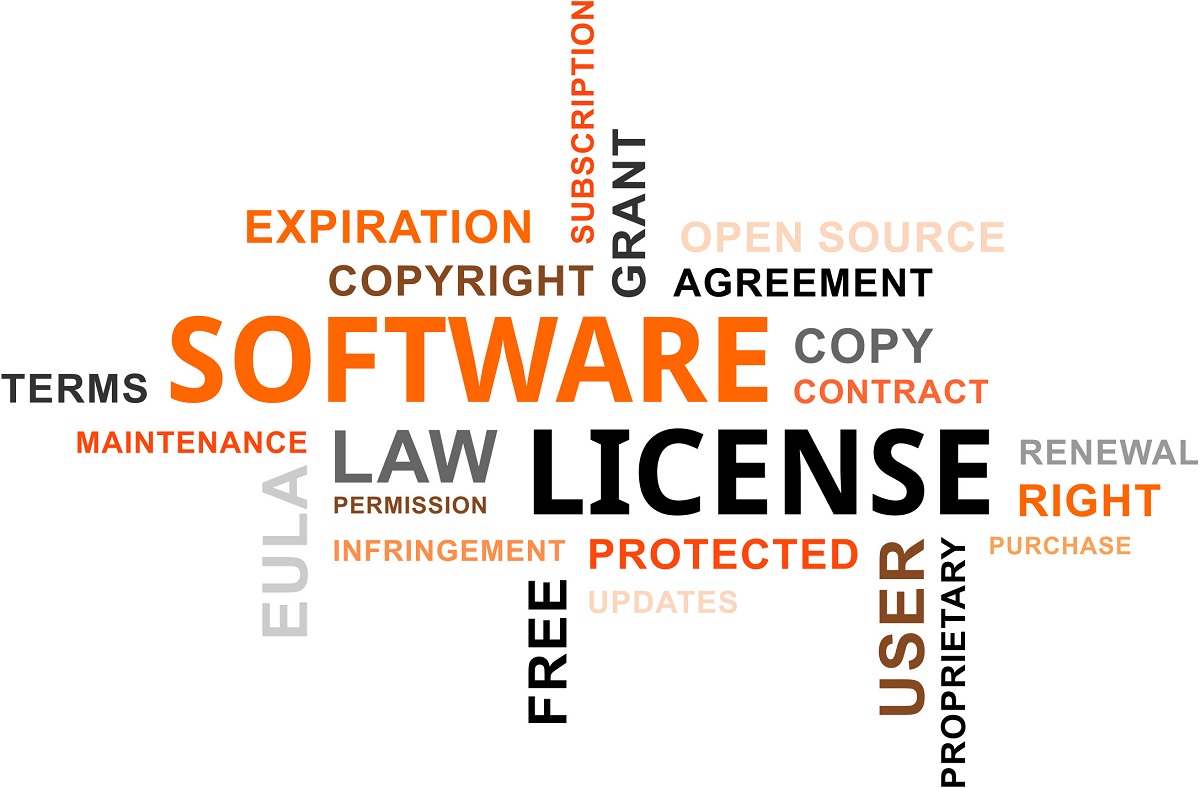 SUBSCRIPTION
GRANT
EXPIRATION
OPEN SOURCE
COPYRIGHT
AGREEMENT
SOFTWARE
COPY
TERMS
CONTRACT
MAINTENANCE
LAW
LICENSE
RENEWAL
EULA
PERMISSION
RIGHT
INFRINGEMENT
PROTECTED
USER
PROPRIETARY
PURCHASE
FREE
UPDATES